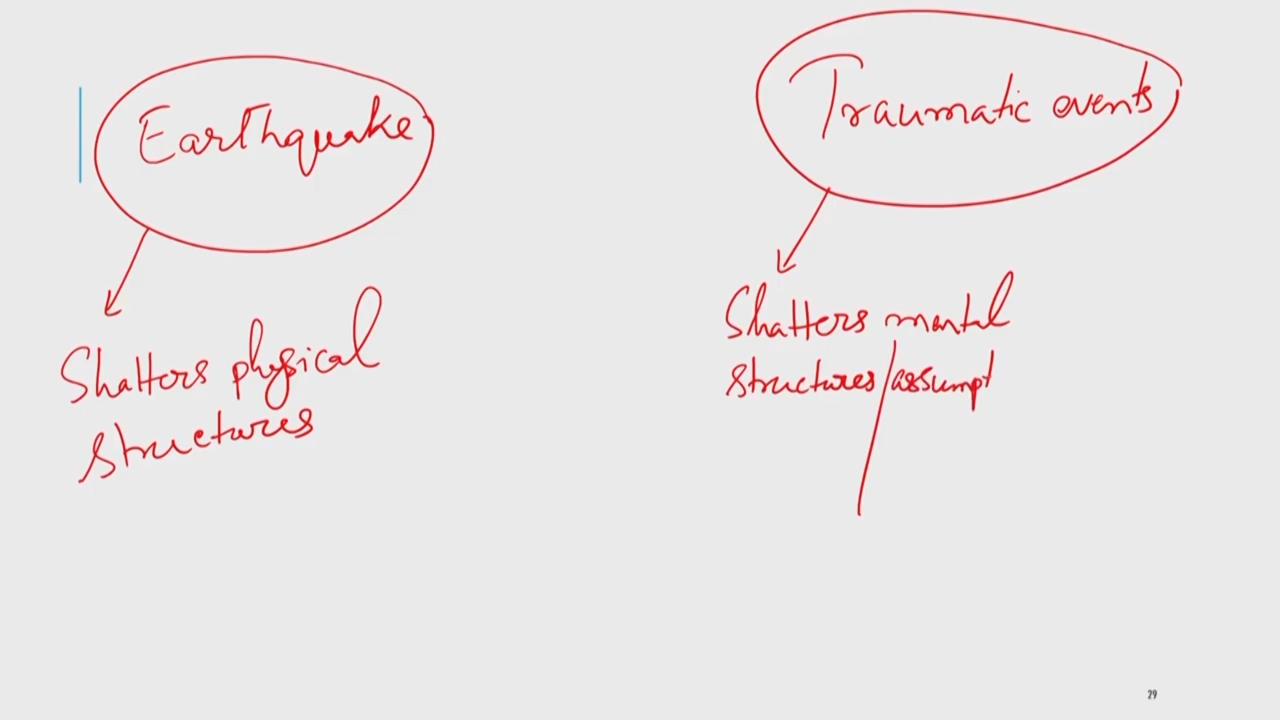 Earthquake
Shatters physical
structures
Traumatic events
Shatters mental
structures/assumpt
29